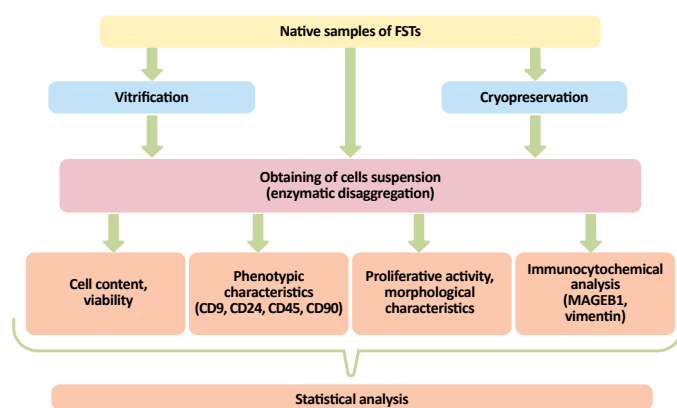 Native samples of FSTs
Vitrification
Cryopreservation
Obtaining of cells suspension
(enzymatic disaggregation)
Cell content,
viability
Phenotypic
characteristics
(CD9, CD24, CD45, CD90)
Proliferative activity,
morphological
characteristics
Immunocytochemical
analysis
(MAGEB1,
vimentin)
Statistical analysis